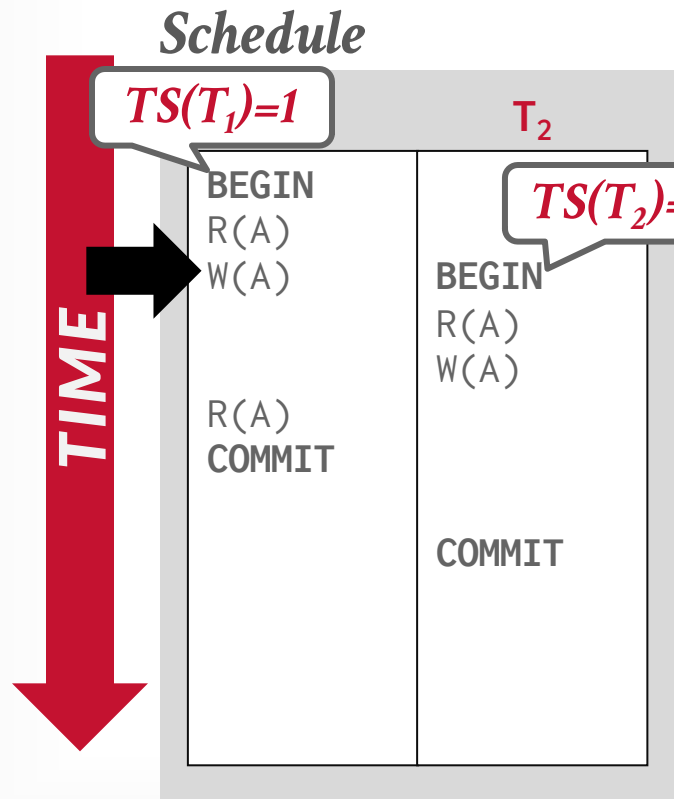 Schedule
TS(T₁)=1
T₂
TS(T₂)=
BEGIN
R(A)
W(A)
R(A)
COMMIT
BEGIN
R(A)
W(A)
COMMIT
TIME